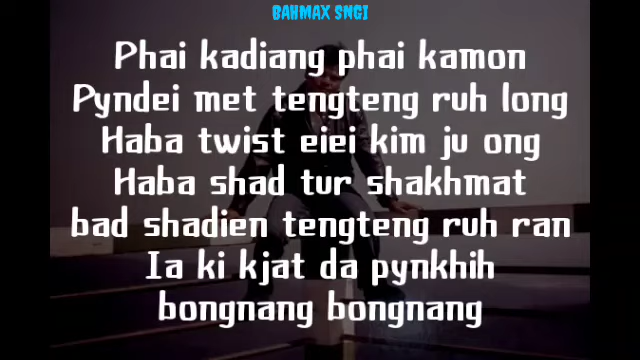 BAHMAX SNGI
Phai kadiang phai kamon
Pyndei met tengteng ruh long
Haba twist eiei kim ju ong
Haba shad tur shakhmat
bad shadien tengteng ruh ran
Ia ki kjat da pynkhih
bongnang bongnang